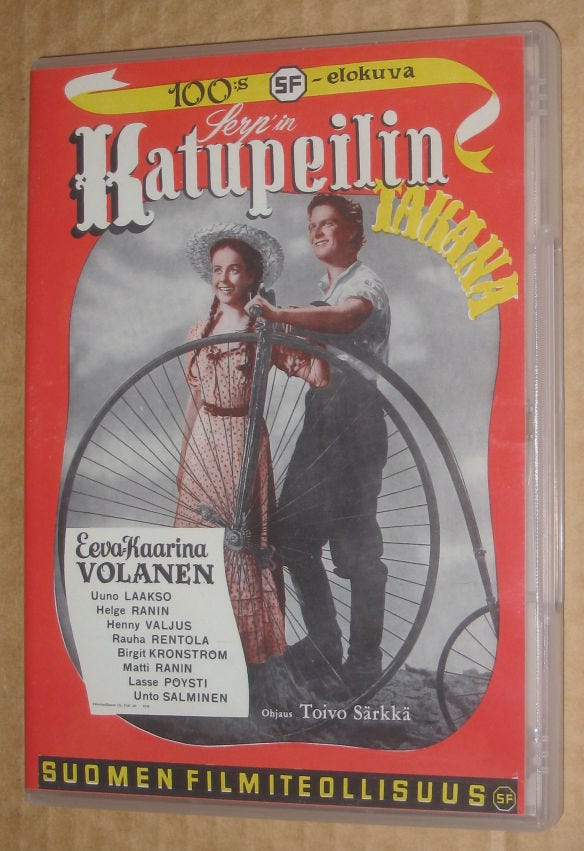 100:s SF -elokuva
Serp'in
Katupeilin
TAKANA
Eeva-Kaarina
VOLANEN
Uuno LAAKSO
Helge RANIN
Henny VALJUS
Rauha RENTOLA
Birgit KRONSTRÖM
Matti RANIN
Lasse PÖYSTI
Unto SALMINEN
Ohjaus Toivo Särkkä
SUOMEN FILMITEOLLISUUS SF